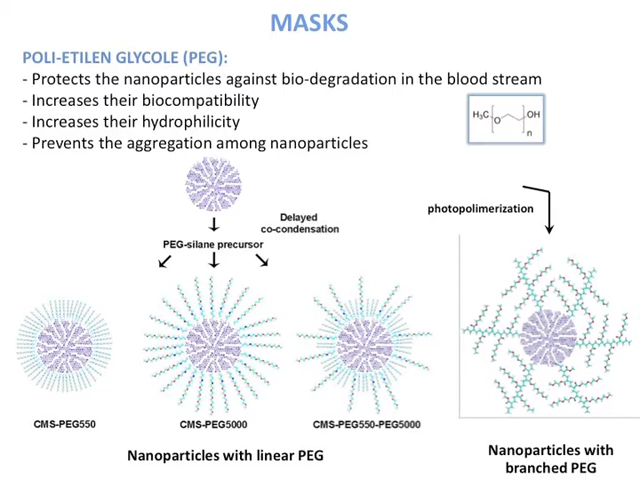 MASKS
POLI-ETILEN GLYCOLE (PEG):
- Protects the nanoparticles against bio-degradation in the blood stream
- Increases their biocompatibility
- Increases their hydrophilicity
- Prevents the aggregation among nanoparticles
H₃C
O
OH
n
Delayed
co-condensation
PEG-silane precursor
photopolimerization
CMS-PEG550
CMS-PEG5000
CMS-PEG550-PEG5000
Nanoparticles with linear PEG
Nanoparticles with
branched PEG